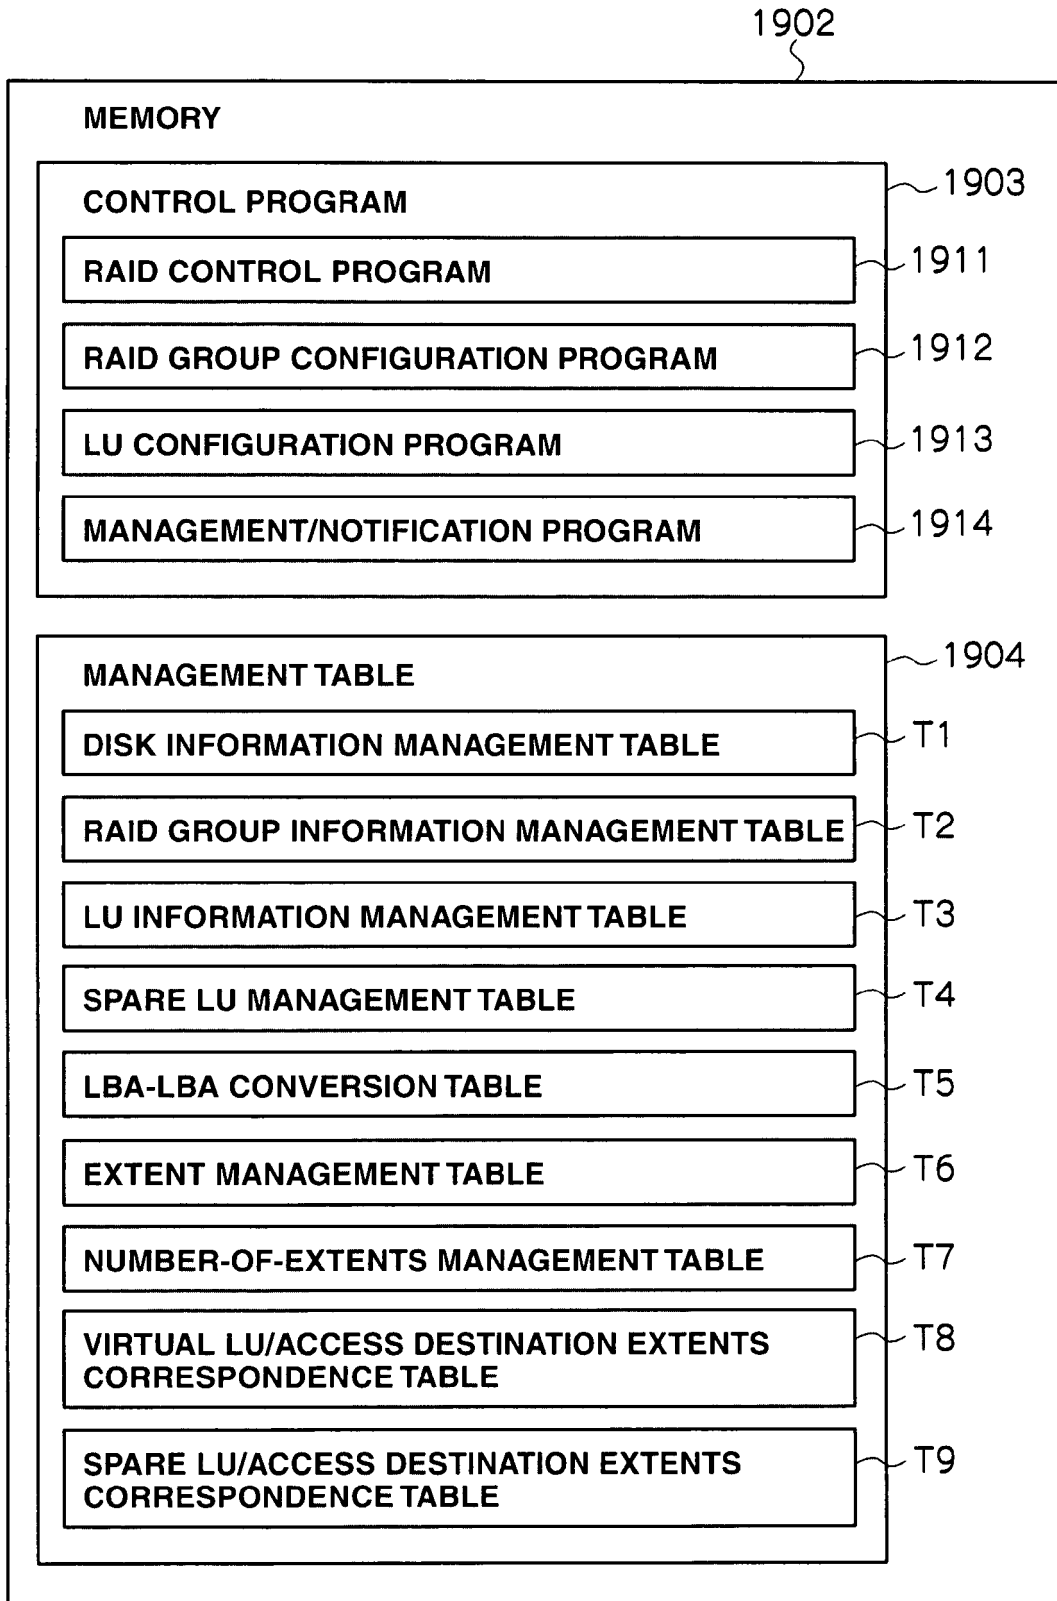 1902
MEMORY
CONTROL PROGRAM
1903
RAID CONTROL PROGRAM
1911
RAID GROUP CONFIGURATION PROGRAM
1912
LU CONFIGURATION PROGRAM
1913
MANAGEMENT/NOTIFICATION PROGRAM
1914
MANAGEMENT TABLE
1904
DISK INFORMATION MANAGEMENT TABLE
T1
RAID GROUP INFORMATION MANAGEMENT TABLE
T2
LU INFORMATION MANAGEMENT TABLE
T3
SPARE LU MANAGEMENT TABLE
T4
LBA-LBA CONVERSION TABLE
T5
EXTENT MANAGEMENT TABLE
T6
NUMBER-OF-EXTENTS MANAGEMENT TABLE
T7
VIRTUAL LU/ACCESS DESTINATION EXTENTS
CORRESPONDENCE TABLE
T8
SPARE LU/ACCESS DESTINATION EXTENTS
CORRESPONDENCE TABLE
T9